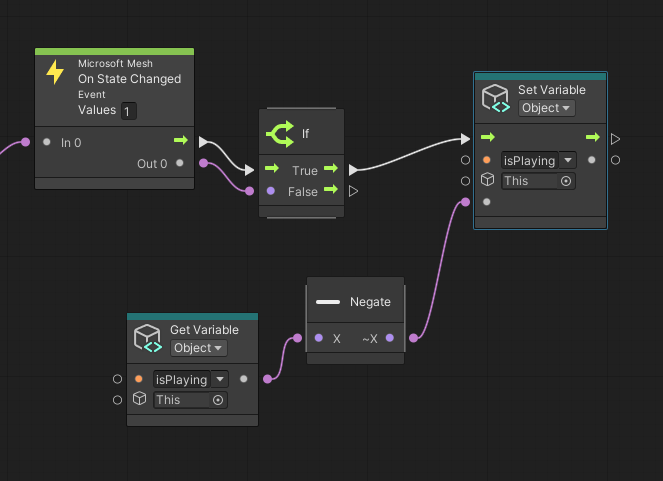 Microsoft Mesh
On State Changed
Event
Values 1
In 0
Out 0
If
True
False
Set Variable
Object
isPlaying
This
Get Variable
Object
isPlaying
This
Negate
X ~X